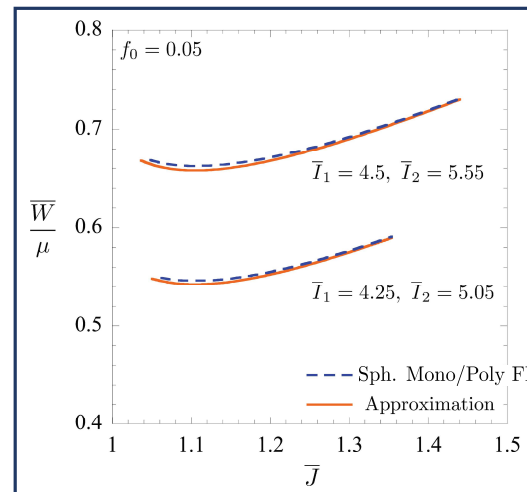 0.8
f₀ = 0.05
0.7
Ī₁ = 4.5, Ī₂ = 5.55
W̅
μ
0.6
Ī₁ = 4.25, Ī₂ = 5.05
0.5
Sph. Mono/Poly
Approximation
0.4
1 1.1 1.2 1.3 1.4 1.5
J̅